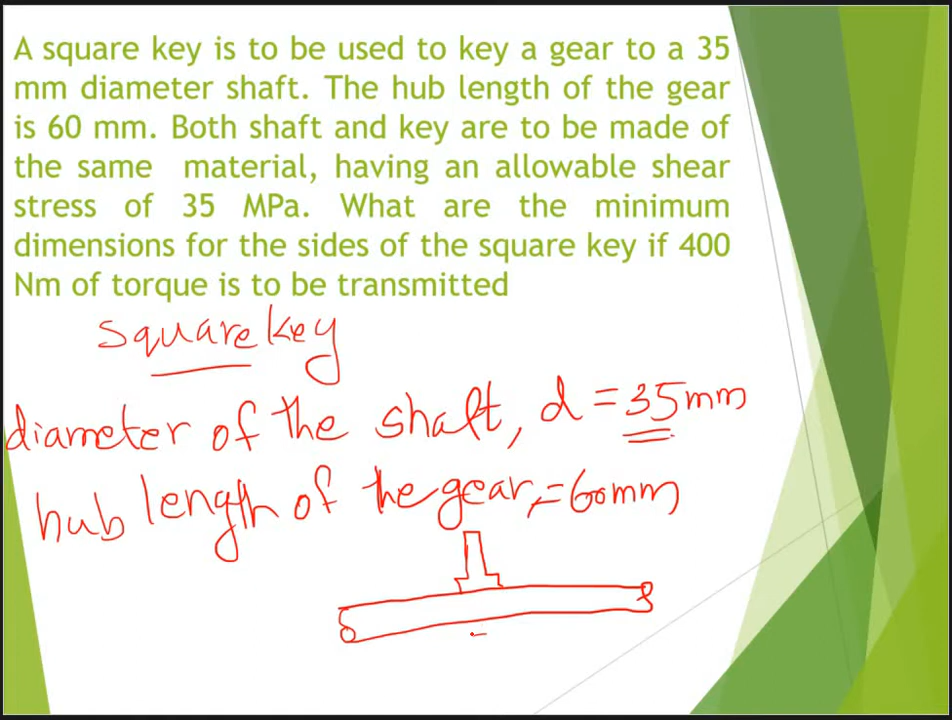 A square key is to be used to key a gear to a 35
mm diameter shaft. The hub length of the gear
is 60 mm. Both shaft and key are to be made of
the same material, having an allowable shear
stress of 35 MPa. What are the minimum
dimensions for the sides of the square key if 400
Nm of torque is to be transmitted
square key
diameter of the shaft, d = 35mm
hub length of the gear, = 60mm